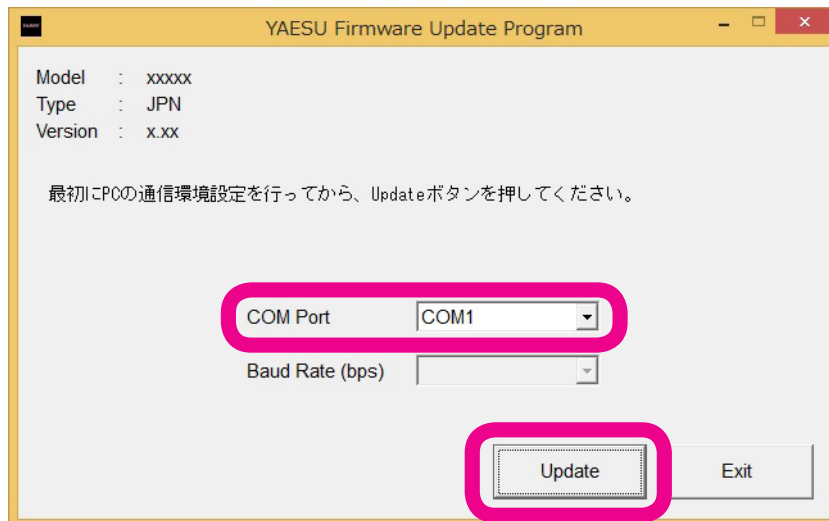 YAESU Firmware Update Program
Model : xxxxx
Type : JPN
Version : x.xx
最初にPCの通信環境設定を行ってから、Updateボタンを押してください。
COM Port COM1
Baud Rate (bps)
Update Exit